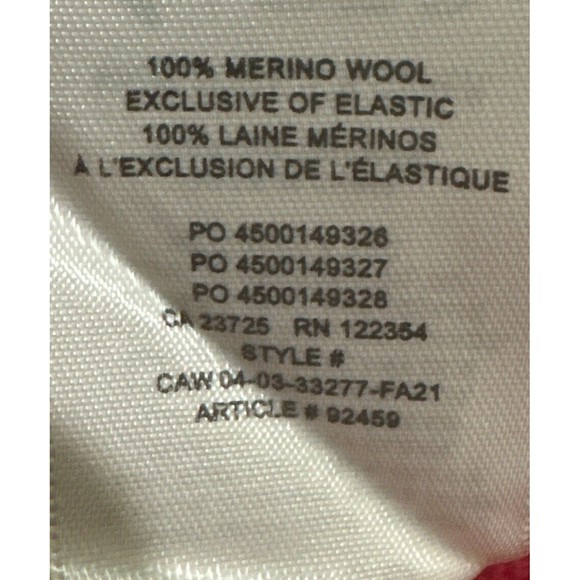 100% MERINO WOOL
EXCLUSIVE OF ELASTIC
100% LAINE MÉRINOS
À L'EXCLUSION DE L'ÉLASTIQUE
PO 4500149326
PO 4500149327
PO 4500149328
CA 23725 RN 122354
STYLE #
CAW 04-03-33277-FA21
ARTICLE # 92459